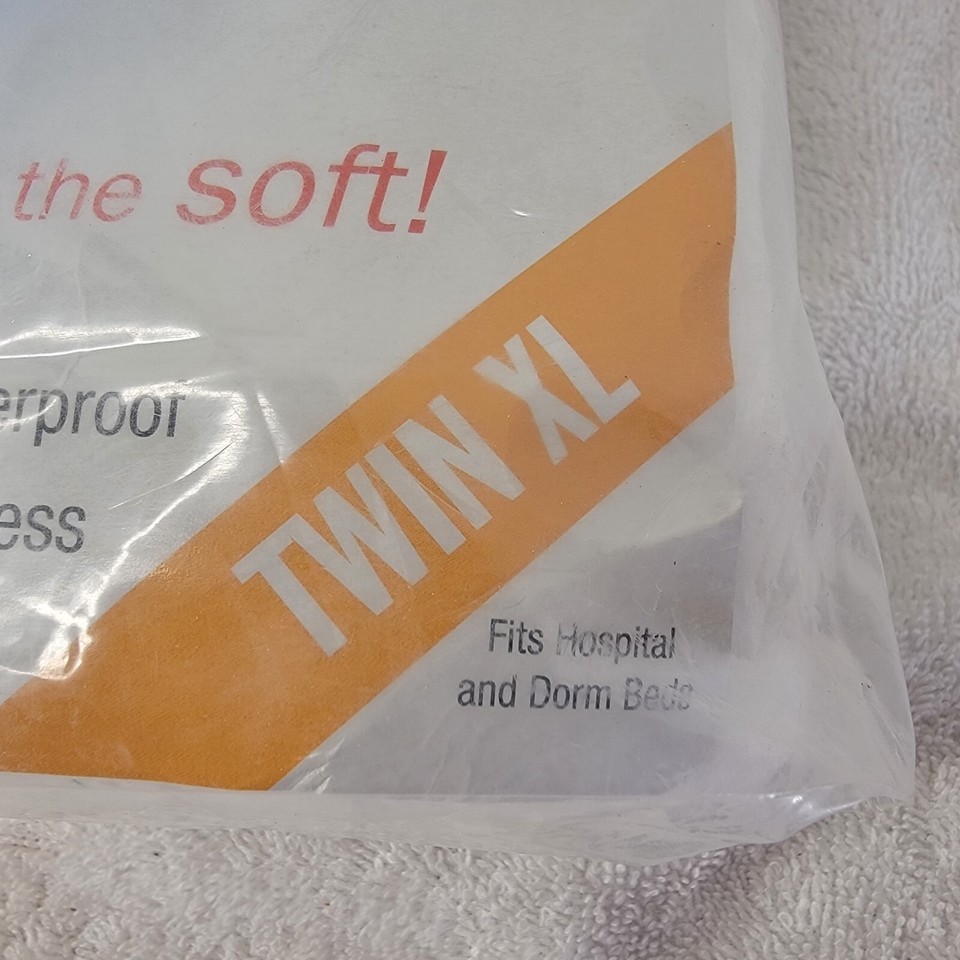 the soft!
erproof
ess
TWIN XL
Fits Hospital
and Dorm Beds